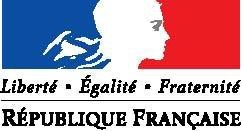 Liberté • Égalité • Fraternité
RÉPUBLIQUE FRANÇAISE